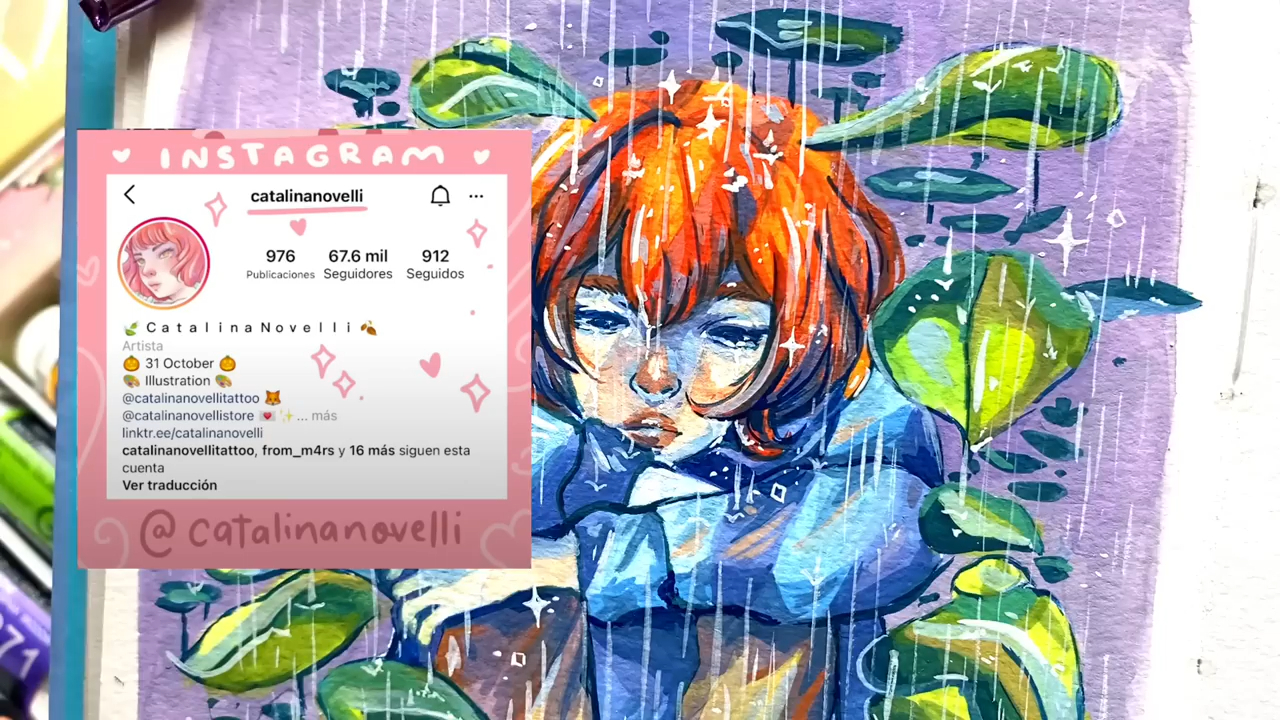 INSTAGRAM
catalinanovelli
976 67.6 mil 912
Publicaciones Seguidores Seguidos
🌿 C a t a l i n a N o v e l l i 🍂
Artista
🎃 31 October 🎃
🎨 Illustration 🎨
@catalinanovellitattoo 🦊
@catalinanovellistore 💌 ✨... más
linktr.ee/catalinanovelli
catalinanovellitattoo, from_m4rs y 16 más siguen esta
cuenta
Ver traducción
@catalinanovelli
371